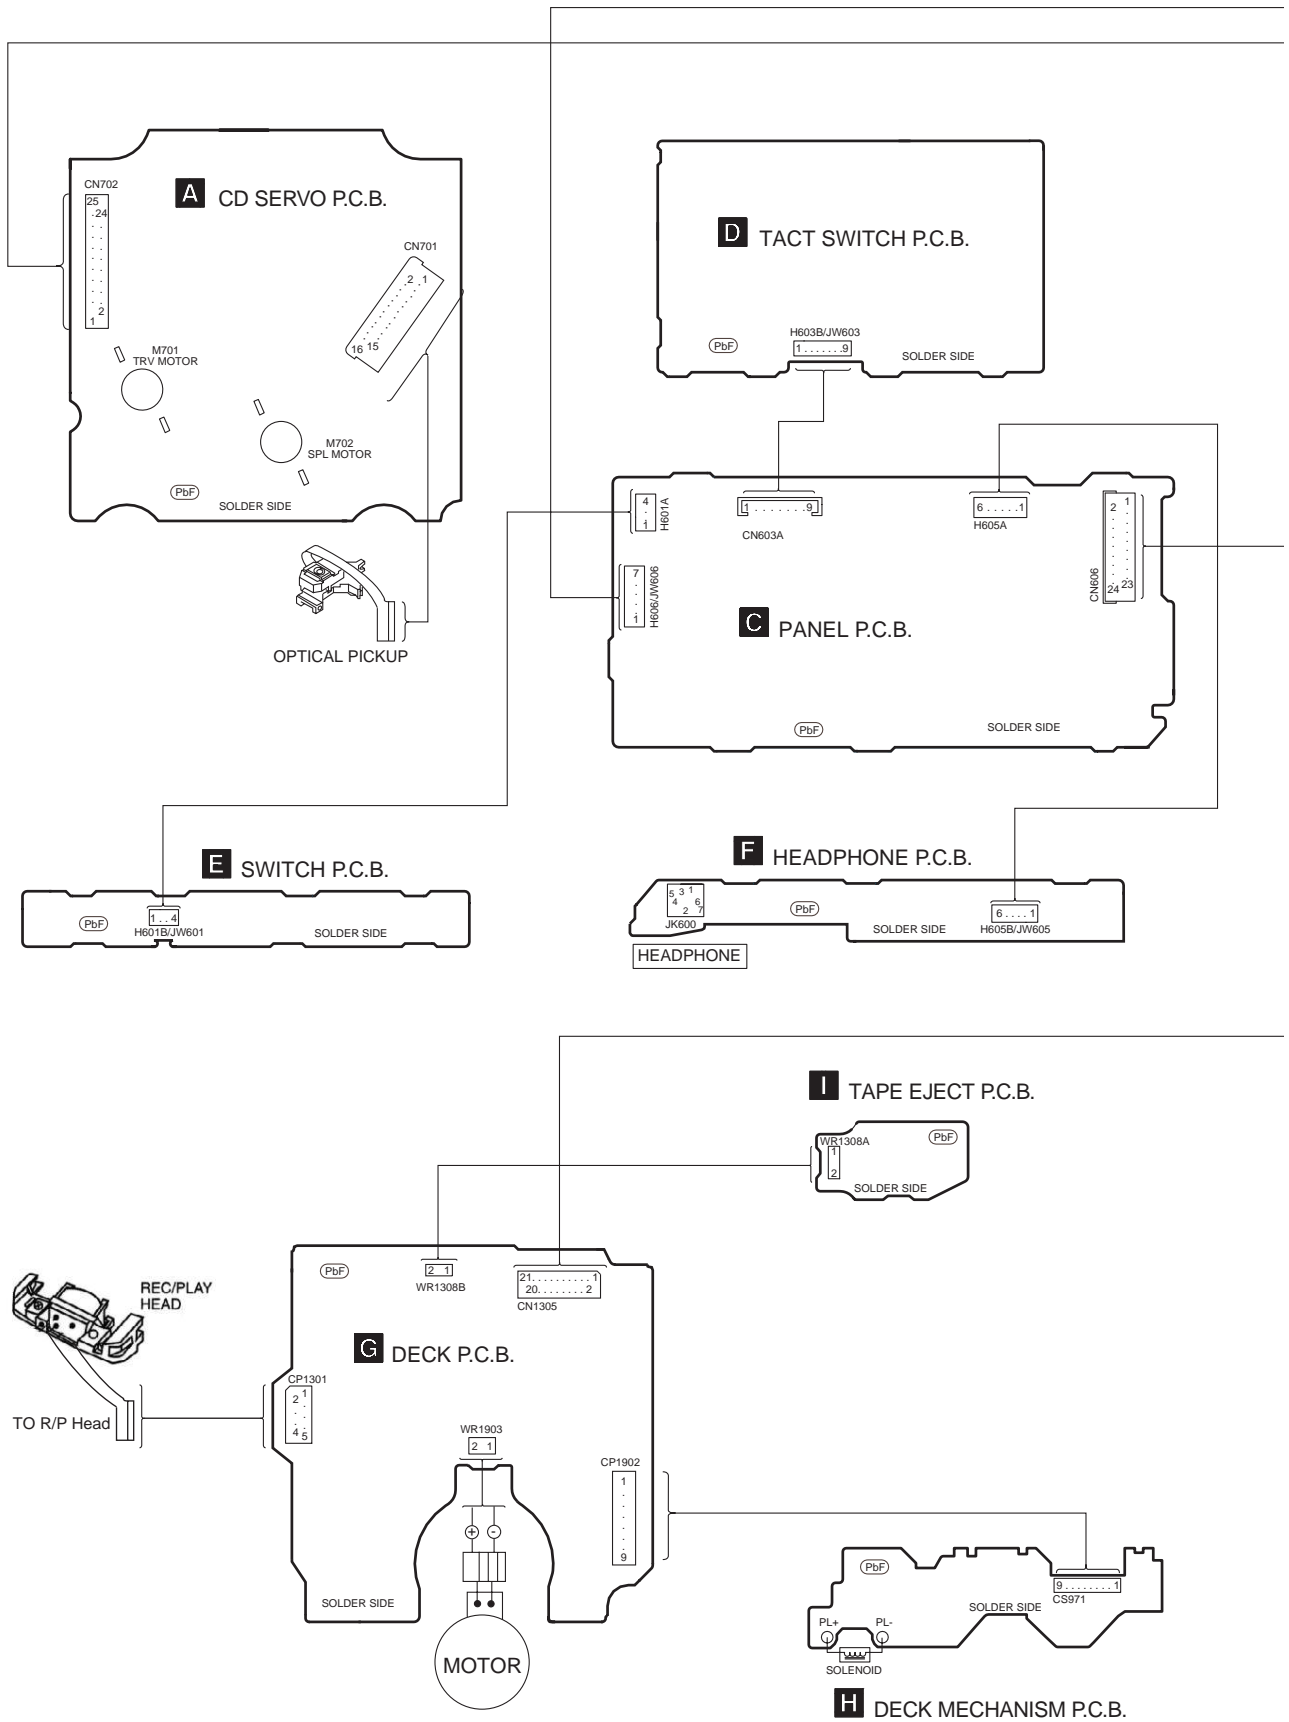 A CD SERVO P.C.B.
CN702
25
.24
2
1
CN701
2 1
16 15
M701
TRV MOTOR
M702
SPL MOTOR
PbF
SOLDER SIDE
OPTICAL PICKUP
D TACT SWITCH P.C.B.
H603B/JW603
1.......9
PbF
SOLDER SIDE
4
1
H601A
1.......9
CN603A
6.....1
H605A
1
2
23
24
CN606
7
1
H606/JW606
C PANEL P.C.B.
PbF
SOLDER SIDE
E SWITCH P.C.B.
PbF
1..4
H601B/JW601
SOLDER SIDE
F HEADPHONE P.C.B.
5 3 1
4 6
2 7
JK600
HEADPHONE
PbF
SOLDER SIDE
6....1
H605B/JW605
I TAPE EJECT P.C.B.
WR1308A
1
2
PbF
SOLDER SIDE
PbF
2 1
WR1308B
21..........1
20........2
CN1305
REC/PLAY
HEAD
TO R/P Head
G DECK P.C.B.
CP1301
1
2
4
5
WR1903
2 1
CP1902
1
9
+ -
SOLDER SIDE
MOTOR
PbF
9........1
CS971
SOLDER SIDE
PL+ PL-
SOLENOID
H DECK MECHANISM P.C.B.